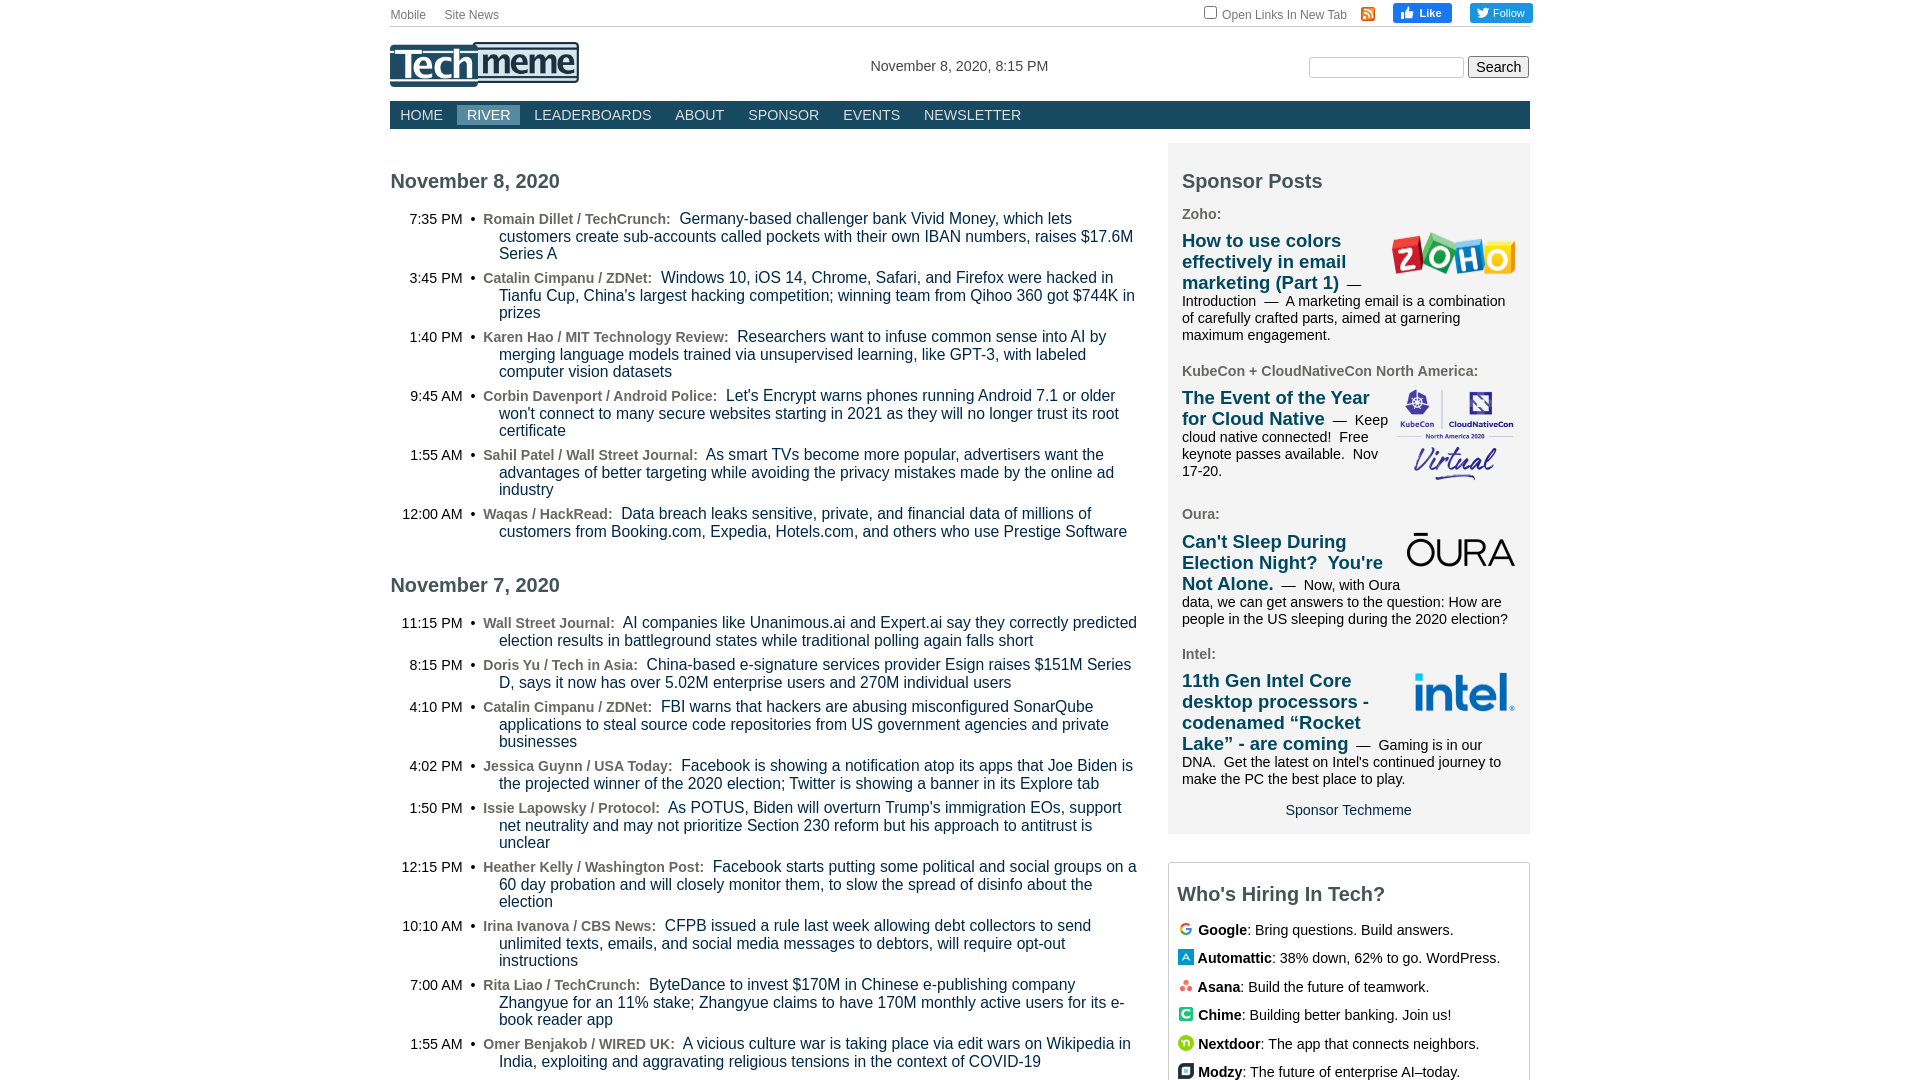 Mobile Site News
Open Links In New Tab
Like
Follow
Techmeme
November 8, 2020, 8:15 PM
Search
HOME RIVER LEADERBOARDS ABOUT SPONSOR EVENTS NEWSLETTER
November 8, 2020
7:35 PM • Romain Dillet / TechCrunch: Germany-based challenger bank Vivid Money, which lets
customers create sub-accounts called pockets with their own IBAN numbers, raises $17.6M
Series A
3:45 PM • Catalin Cimpanu / ZDNet: Windows 10, iOS 14, Chrome, Safari, and Firefox were hacked in
Tianfu Cup, China's largest hacking competition; winning team from Qihoo 360 got $744K in
prizes
1:40 PM • Karen Hao / MIT Technology Review: Researchers want to infuse common sense into AI by
merging language models trained via unsupervised learning, like GPT-3, with labeled
computer vision datasets
9:45 AM • Corbin Davenport / Android Police: Let's Encrypt warns phones running Android 7.1 or older
won't connect to many secure websites starting in 2021 as they will no longer trust its root
certificate
1:55 AM • Sahil Patel / Wall Street Journal: As smart TVs become more popular, advertisers want the
advantages of better targeting while avoiding the privacy mistakes made by the online ad
industry
12:00 AM • Waqas / HackRead: Data breach leaks sensitive, private, and financial data of millions of
customers from Booking.com, Expedia, Hotels.com, and others who use Prestige Software
November 7, 2020
11:15 PM • Wall Street Journal: AI companies like Unanimous.ai and Expert.ai say they correctly predicted
election results in battleground states while traditional polling again falls short
8:15 PM • Doris Yu / Tech in Asia: China-based e-signature services provider Esign raises $151M Series
D, says it now has over 5.02M enterprise users and 270M individual users
4:10 PM • Catalin Cimpanu / ZDNet: FBI warns that hackers are abusing misconfigured SonarQube
applications to steal source code repositories from US government agencies and private
businesses
4:02 PM • Jessica Guynn / USA Today: Facebook is showing a notification atop its apps that Joe Biden is
the projected winner of the 2020 election; Twitter is showing a banner in its Explore tab
1:50 PM • Issie Lapowsky / Protocol: As POTUS, Biden will overturn Trump's immigration EOs, support
net neutrality and may not prioritize Section 230 reform but his approach to antitrust is
unclear
12:15 PM • Heather Kelly / Washington Post: Facebook starts putting some political and social groups on a
60 day probation and will closely monitor them, to slow the spread of disinfo about the
election
10:10 AM • Irina Ivanova / CBS News: CFPB issued a rule last week allowing debt collectors to send
unlimited texts, emails, and social media messages to debtors, will require opt-out
instructions
7:00 AM • Rita Liao / TechCrunch: ByteDance to invest $170M in Chinese e-publishing company
Zhangyue for an 11% stake; Zhangyue claims to have 170M monthly active users for its e-
book reader app
1:55 AM • Omer Benjakob / WIRED UK: A vicious culture war is taking place via edit wars on Wikipedia in
India, exploiting and aggravating religious tensions in the context of COVID-19
Sponsor Posts
Zoho:
ZOHO
How to use colors
effectively in email
marketing (Part 1) —
Introduction — A marketing email is a combination
of carefully crafted parts, aimed at garnering
maximum engagement.
KubeCon + CloudNativeCon North America:
KubeCon CloudNativeCon
North America 2020
Virtual
The Event of the Year
for Cloud Native — Keep
cloud native connected! Free
keynote passes available. Nov
17-20.
Oura:
ŌURA
Can't Sleep During
Election Night? You're
Not Alone. — Now, with Oura
data, we can get answers to the question: How are
people in the US sleeping during the 2020 election?
Intel:
intel®
11th Gen Intel Core
desktop processors -
codenamed “Rocket
Lake” - are coming — Gaming is in our
DNA. Get the latest on Intel's continued journey to
make the PC the best place to play.
Sponsor Techmeme
Who's Hiring In Tech?
Google: Bring questions. Build answers.
Automattic: 38% down, 62% to go. WordPress.
Asana: Build the future of teamwork.
Chime: Building better banking. Join us!
Nextdoor: The app that connects neighbors.
Modzy: The future of enterprise AI–today.